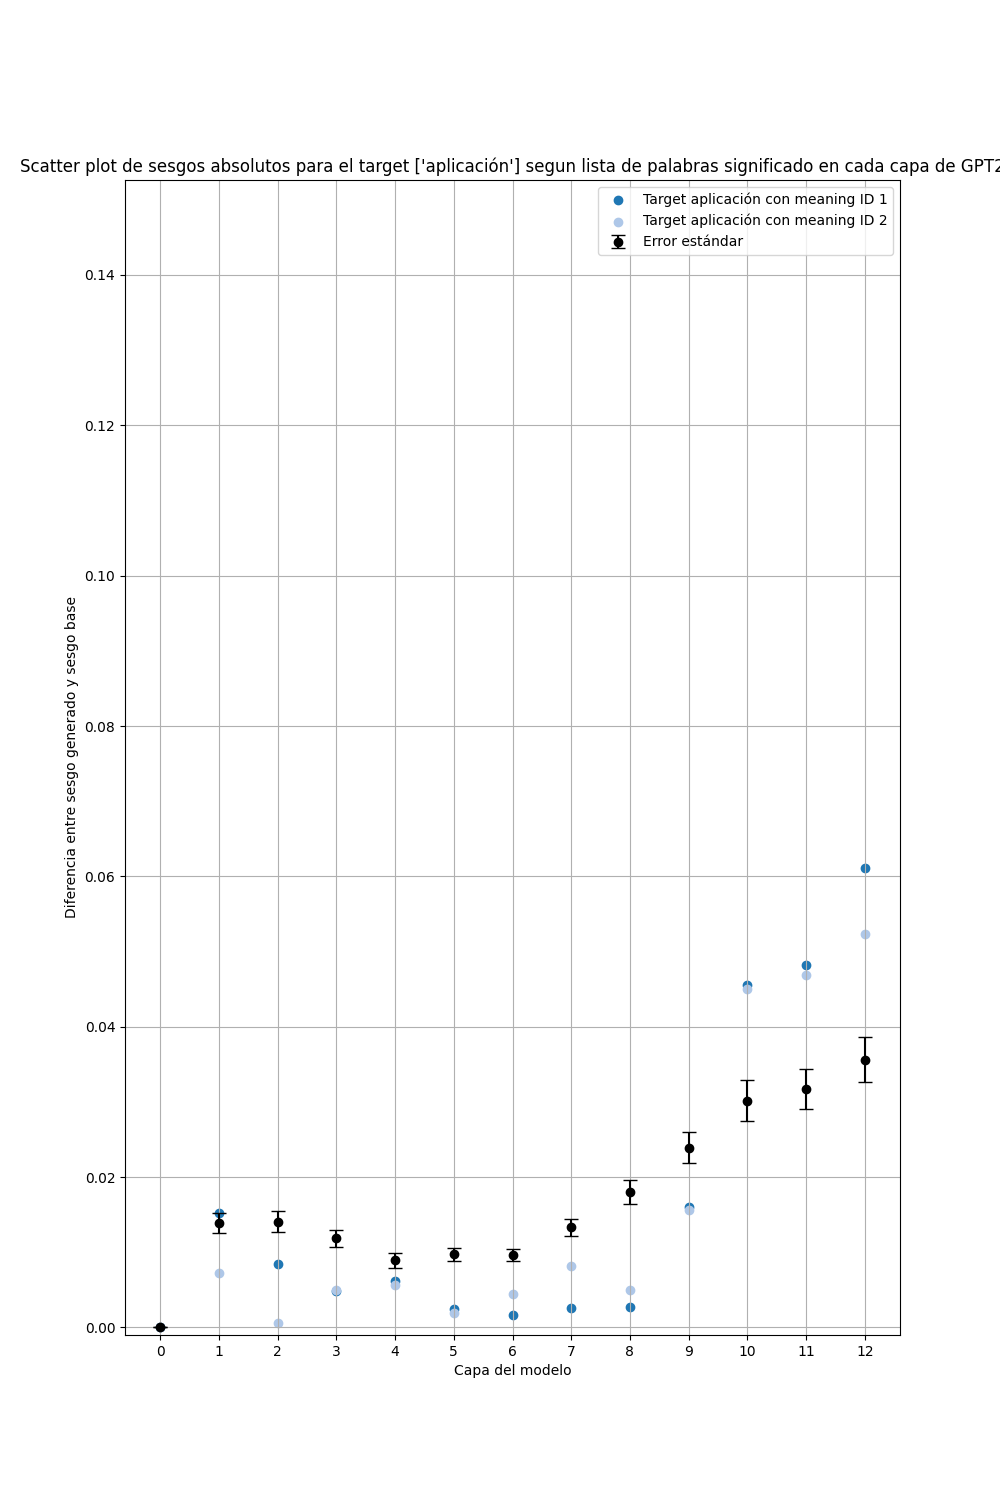 Scatter plot de sesgos absolutos para el target ['aplicación'] segun lista de palabras significado en cada capa de GPT2
Target aplicación con meaning ID 1
Target aplicación con meaning ID 2
Error estándar
Diferencia entre sesgo generado y sesgo base
0.14
0.12
0.10
0.08
0.06
0.04
0.02
0.00
0 1 2 3 4 5 6 7 8 9 10 11 12
Capa del modelo